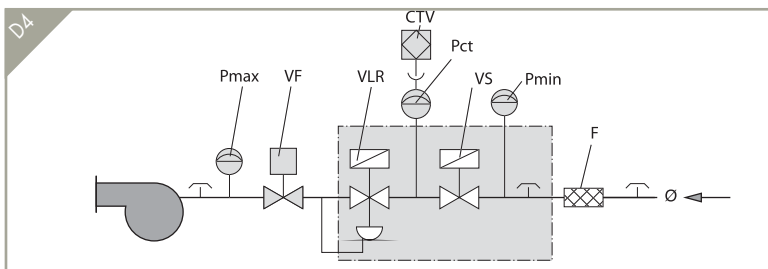 D4
CTV
Pct
Pmax VF VLR VS Pmin
F
Ø